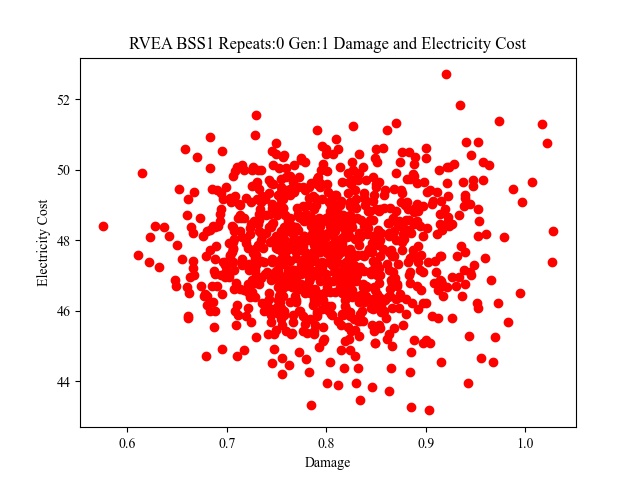 RVEA BSS1 Repeats:0 Gen:1 Damage and Electricity Cost
52
50
48
46
44
Electricity Cost
0.6 0.7 0.8 0.9 1.0
Damage